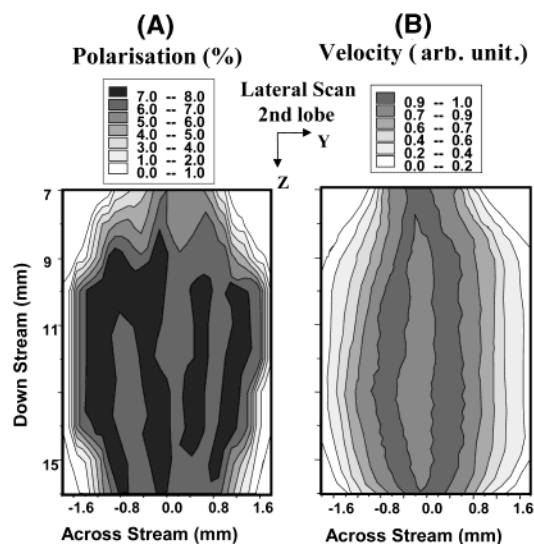 (A)
Polarisation (%)
7.0 -- 8.0
6.0 -- 7.0
5.0 -- 6.0
4.0 -- 5.0
3.0 -- 4.0
1.0 -- 2.0
0.0 -- 1.0
(B)
Velocity ( arb. unit.)
0.9 -- 1.0
0.7 -- 0.9
0.6 -- 0.7
0.4 -- 0.6
0.2 -- 0.4
0.0 -- 0.2
Lateral Scan
2nd lobe
Y
Z
Down Stream (mm)
7
9
11
13
15
-1.6 -0.8 0.0 0.8 1.6
Across Stream (mm)
-1.6 -0.8 0.0 0.8 1.6
Across Stream (mm)